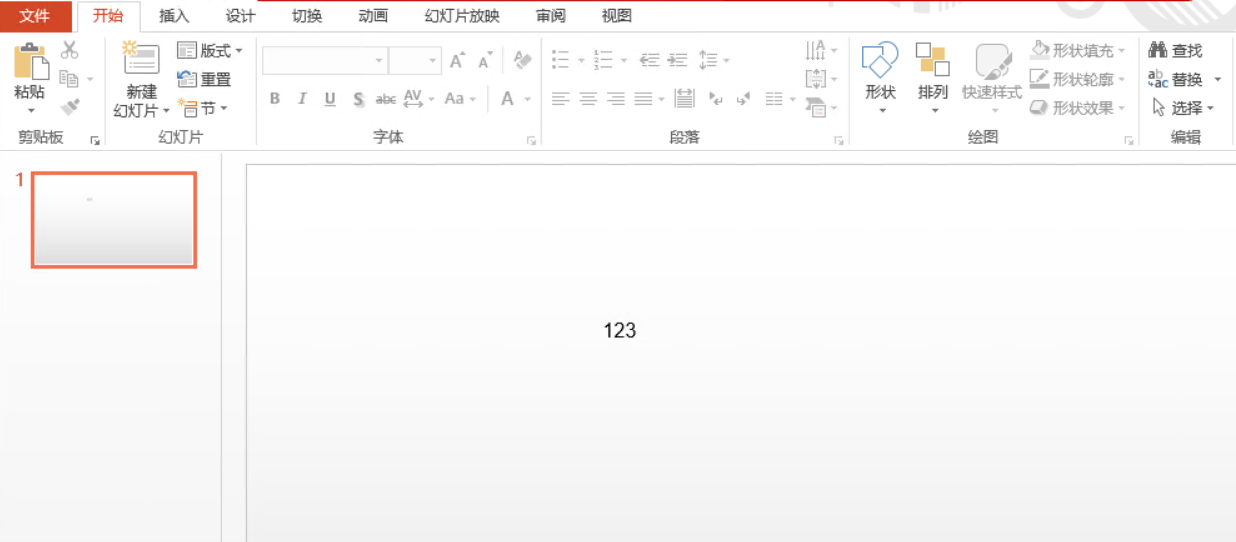 文件 开始 插入 设计 切换 动画 幻灯片放映 审阅 视图
粘贴
剪贴板
新建
幻灯片
版式
重置
节
幻灯片
B I U S abc AV Aa A
字体
段落
形状
排列
快速样式
形状填充
形状轮廓
形状效果
绘图
查找
替换
选择
编辑
1
123